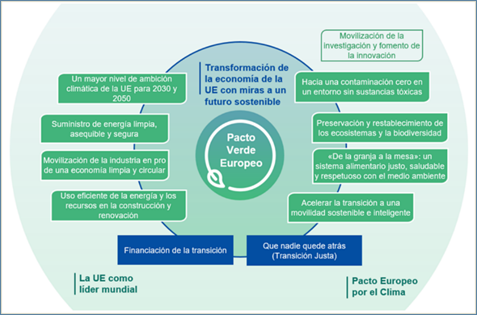 Movilización de la
investigación y fomento de
la innovación
Transformación de
la economía de la
UE con miras a un
futuro sostenible
Un mayor nivel de ambición
climática de la UE para 2030 y
2050
Hacia una contaminación cero en
un entorno sin sustancias tóxicas
Suministro de energía limpia,
asequible y segura
Pacto
Verde
Europeo
Preservación y restablecimiento de
los ecosistemas y la biodiversidad
Movilización de la industria en pro
de una economía limpia y circular
«De la granja a la mesa»: un
sistema alimentario justo, saludable
y respetuoso con el medio ambiente
Uso eficiente de la energía y los
recursos en la construcción y
renovación
Acelerar la transición a una
movilidad sostenible e inteligente
Financiación de la transición
Que nadie quede atrás
(Transición Justa)
La UE como
líder mundial
Pacto Europeo
por el Clima